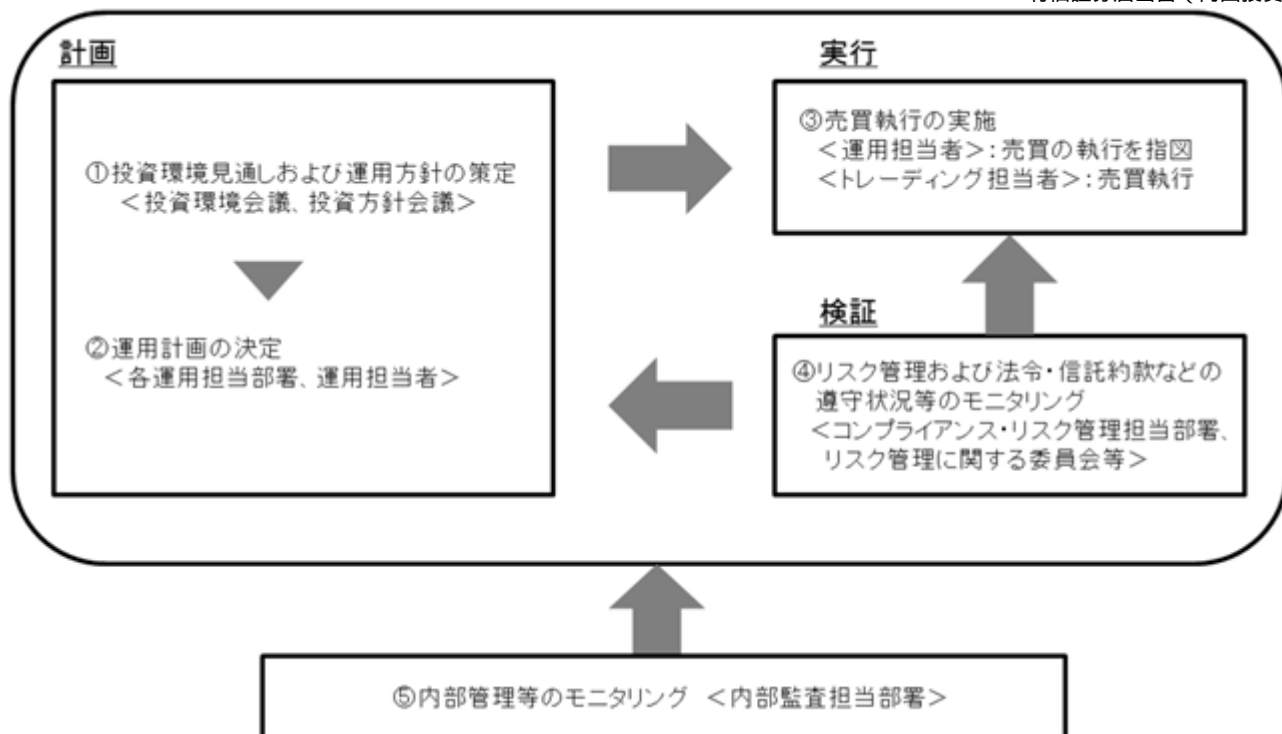 計画
①投資環境見通しおよび運用方針の策定
＜投資環境会議、投資方針会議＞
②運用計画の決定
＜各運用担当部署、運用担当者＞
実行
③売買執行の実施
＜運用担当者＞：売買の執行を指図
＜トレーディング担当者＞：売買執行
検証
④リスク管理および法令・信託約款などの
遵守状況等のモニタリング
＜コンプライアンス・リスク管理担当部署、
リスク管理に関する委員会等＞
⑤内部管理等のモニタリング ＜内部監査担当部署＞